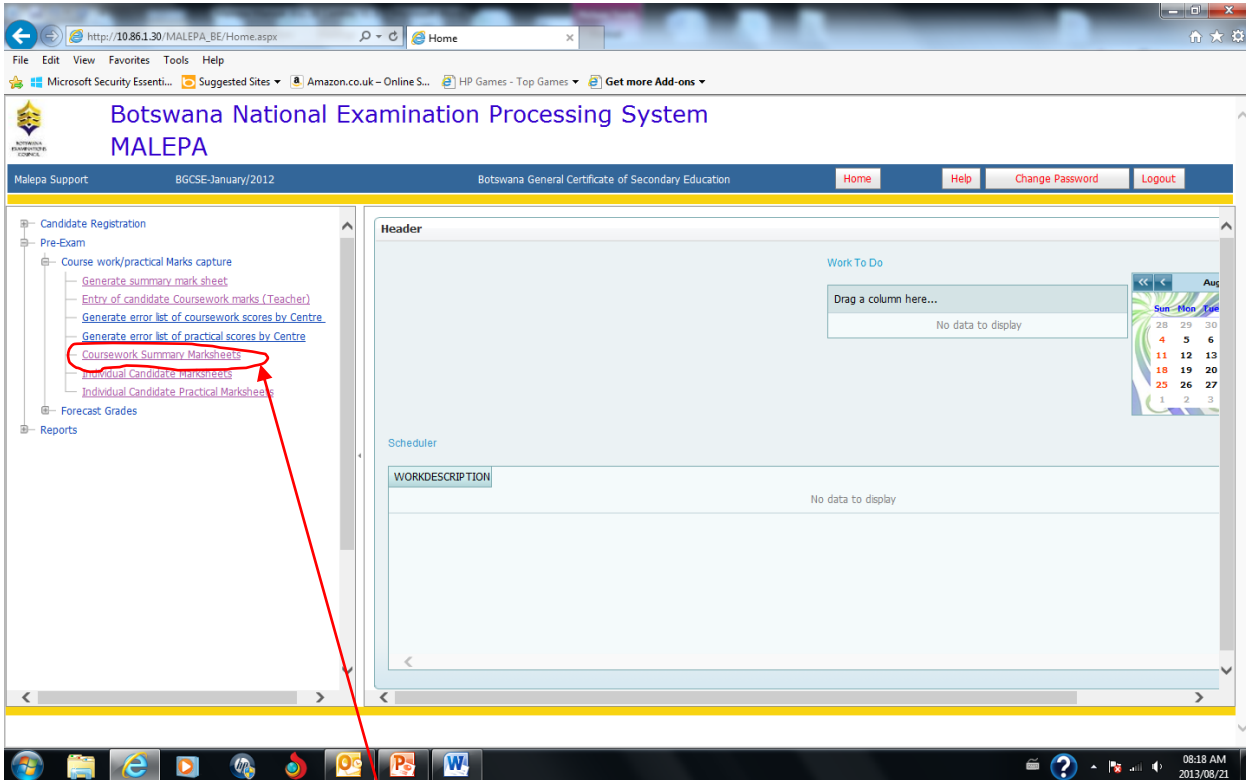 http://10.86.1.30/MALEPA_BE/Home.aspx
Home
File Edit View Favorites Tools Help
Microsoft Security Essenti... Suggested Sites Amazon.co.uk – Online S... HP Games - Top Games Get more Add-ons
BOTSWANA EXAMINATIONS COUNCIL
Botswana National Examination Processing System
MALEPA
Malepa Support BGCSE-January/2012 Botswana General Certificate of Secondary Education Home Help Change Password Logout
Candidate Registration
Pre-Exam
Course work/practical Marks capture
Generate summary mark sheet
Entry of candidate Coursework marks (Teacher)
Generate error list of coursework scores by Centre
Generate error list of practical scores by Centre
Coursework Summary Marksheets
Individual Candidate Marksheets
Individual Candidate Practical Marksheets
Forecast Grades
Reports
Header
Work To Do
Drag a column here...
No data to display
Aug
Sun Mon Tue
28 29 30
4 5 6
11 12 13
18 19 20
25 26 27
1 2 3
Scheduler
WORKDESCRIPTION
No data to display
08:18 AM
2013/08/21